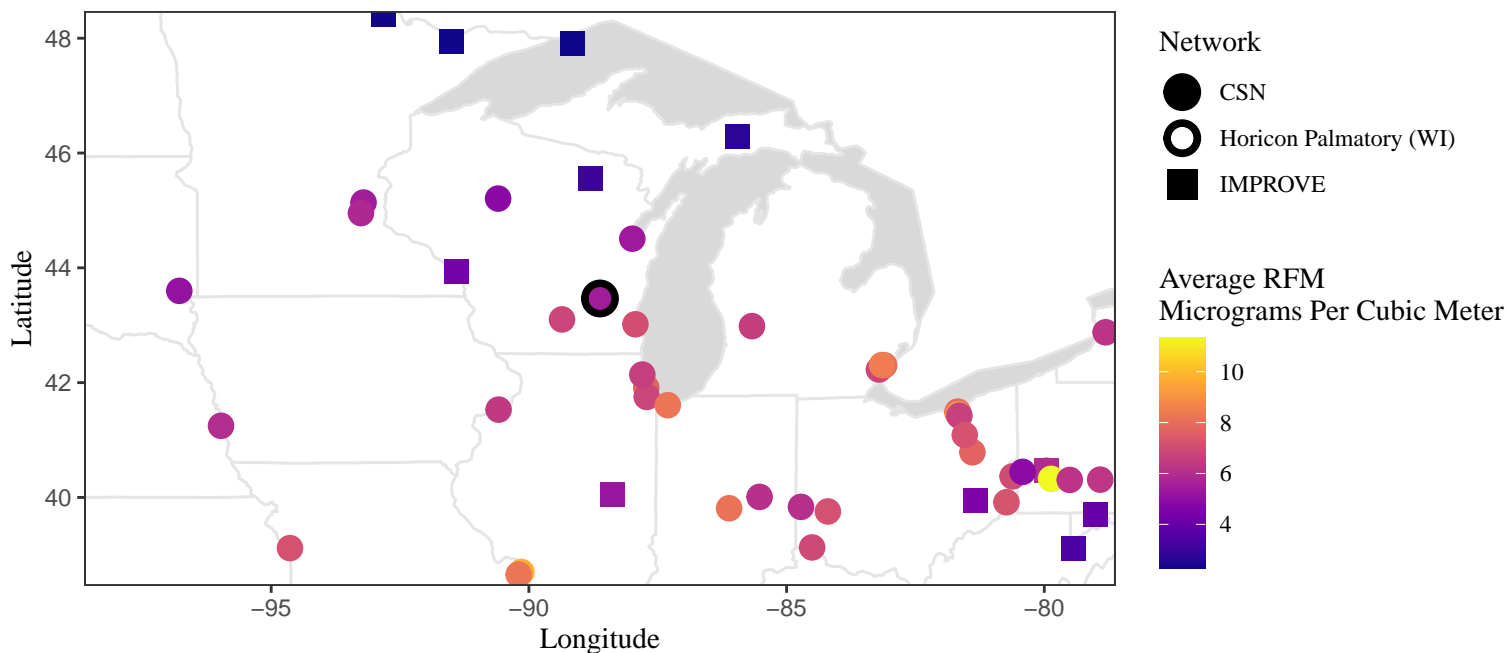 48
46
44
42
40
Latitude
−95
−90
−85
−80
Longitude
Network
CSN
Horicon Palmatory (WI)
IMPROVE
Average RFM
Micrograms Per Cubic Meter
10
8
6
4